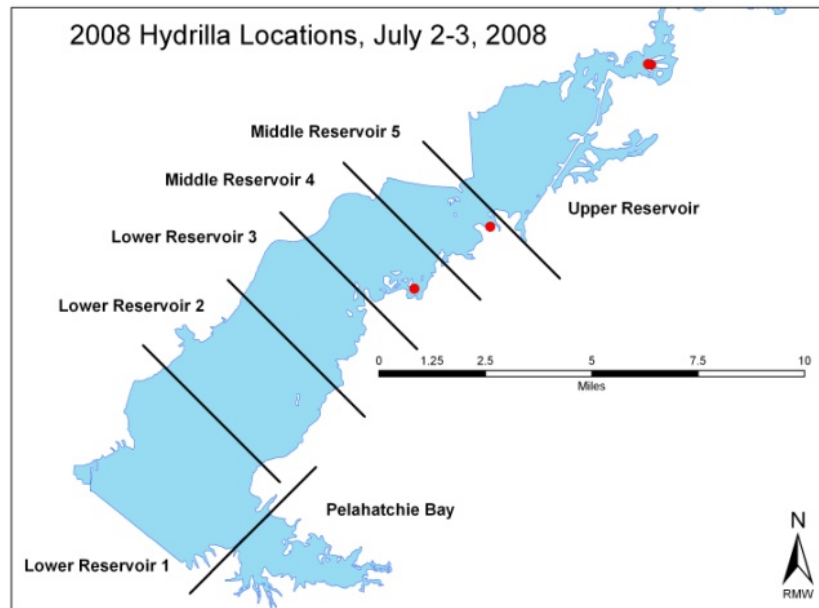 2008 Hydrilla Locations, July 2-3, 2008
Middle Reservoir 5
Middle Reservoir 4
Upper Reservoir
Lower Reservoir 3
Lower Reservoir 2
0 1.25 2.5 5 7.5 10
Miles
Pelahatchie Bay
N
Lower Reservoir 1
RMW